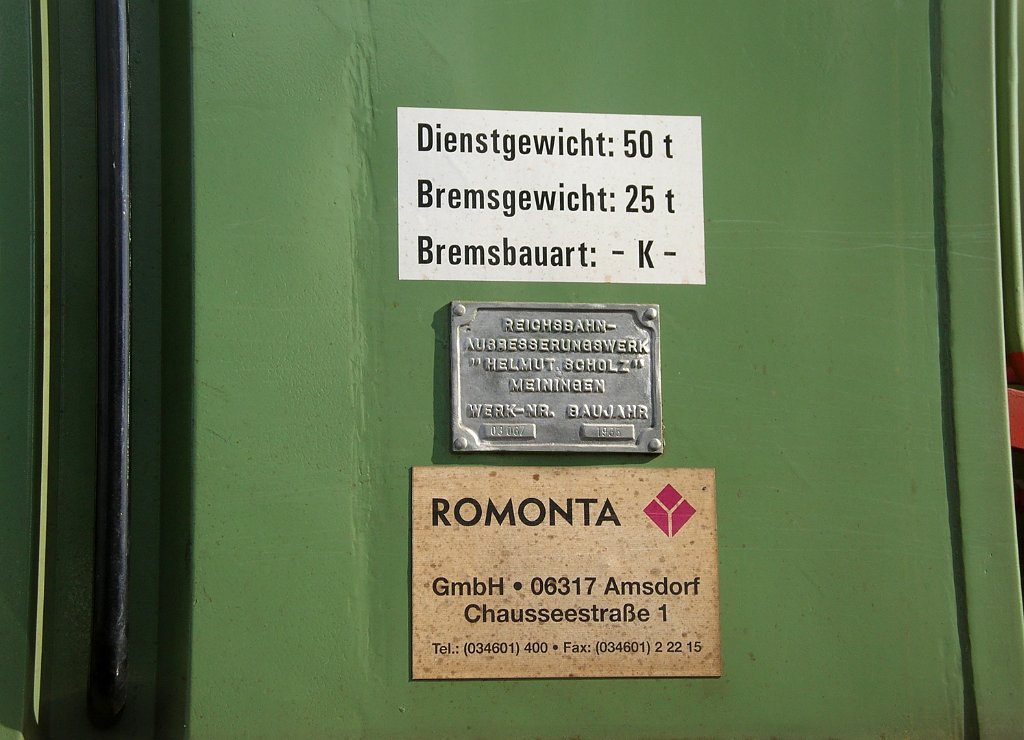 Dienstgewicht: 50 t
Bremsgewicht: 25 t
Bremsbauart: - K -
REICHSBAHN-
AUSBESSERUNGSWERK
"HELMUT SCHOLZ"
MEININGEN
WERK-NR. BAUJAHR
ROMONTA
GmbH • 06317 Amsdorf
Chausseestraße 1
Tel.: (034601) 400 • Fax: (034601) 2 22 15